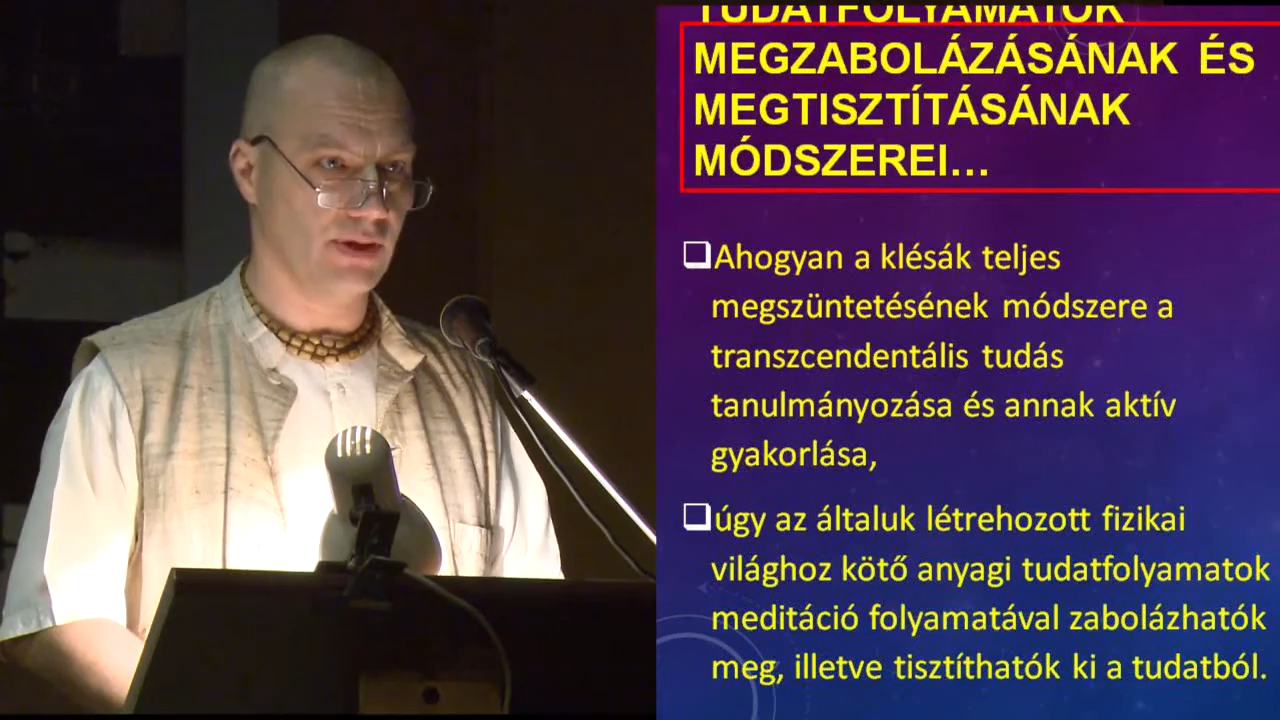 TUDATFOLYAMATOK
MEGZABOLÁZÁSÁNAK ÉS
MEGTISZTÍTÁSÁNAK
MÓDSZEREI...
Ahogyan a klésák teljes
megszüntetésének módszere a
transzcendentális tudás
tanulmányozása és annak aktív
gyakorlása,
úgy az általuk létrehozott fizikai
világhoz kötő anyagi tudatfolyamatok
meditáció folyamatával zabolázhatók
meg, illetve tisztíthatók ki a tudatból.